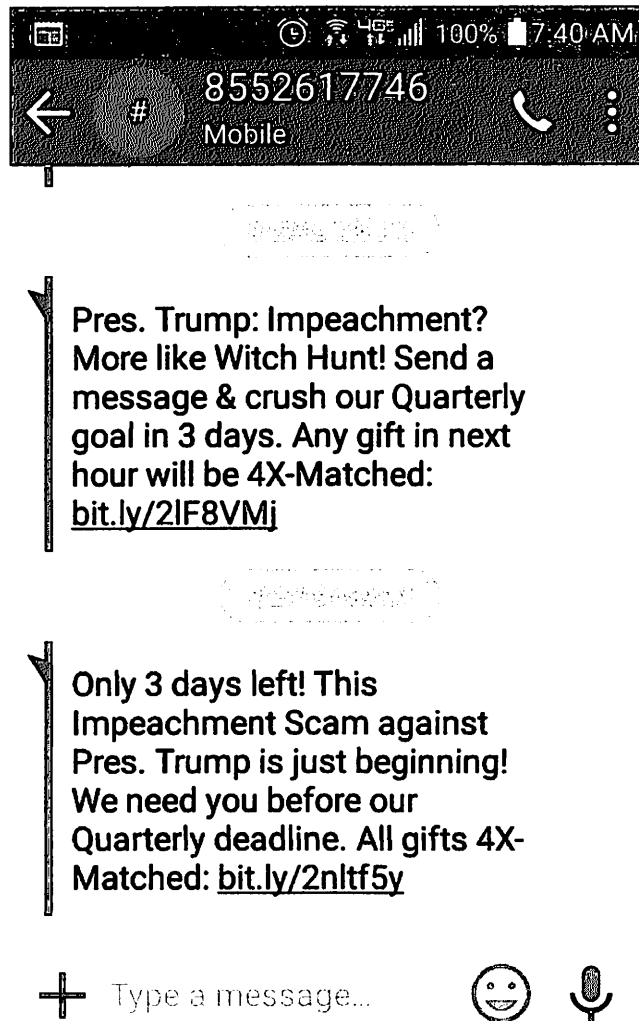 100% 7:40 AM
#
8552617746
Mobile
Pres. Trump: Impeachment?
More like Witch Hunt! Send a
message & crush our Quarterly
goal in 3 days. Any gift in next
hour will be 4X-Matched:
bit.ly/2lF8VMj
Only 3 days left! This
Impeachment Scam against
Pres. Trump is just beginning!
We need you before our
Quarterly deadline. All gifts 4X-
Matched: bit.ly/2nltf5y
Type a message...